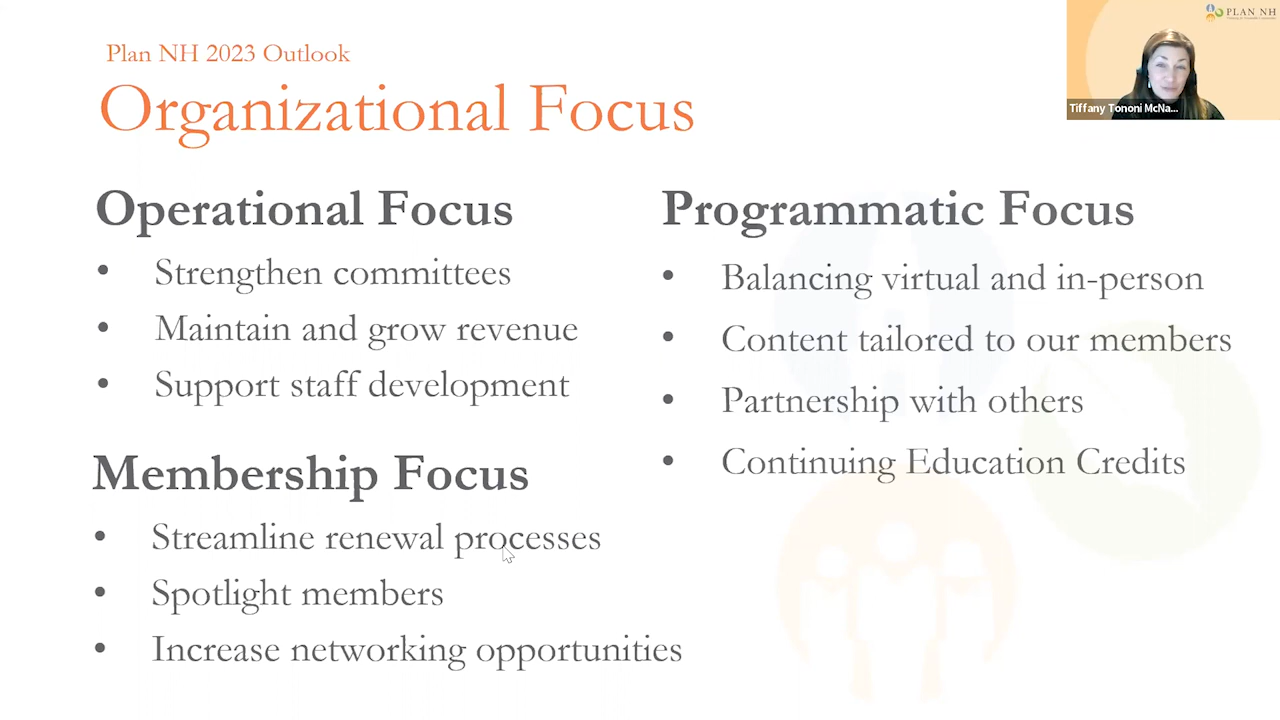 Plan NH 2023 Outlook
Organizational Focus
Operational Focus
• Strengthen committees
• Maintain and grow revenue
• Support staff development
Membership Focus
• Streamline renewal processes
• Spotlight members
• Increase networking opportunities
Programmatic Focus
• Balancing virtual and in-person
• Content tailored to our members
• Partnership with others
• Continuing Education Credits
PLAN NH
Tiffany Tononi McNa...